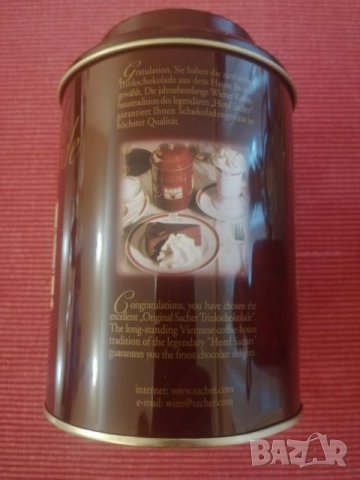 Gratulation, Sie haben die
Trinkschokolade aus dem Hause
gewählt. Die jahrzehntelange Wiener
haustradition des legendären „Hotel Sacher"
garantiert Ihnen Schokoladengenuss in
höchster Qualität.
de
Congratulations, you have chosen the
excellent „Original Sacher Trinkschokolade".
The long-standing Viennese coffee-house
tradition of the legendary "Hotel Sacher"
guarantees you the finest chocolate delights.
internet: www.sacher.com
e-mail: wien@sacher.com
BAZAR